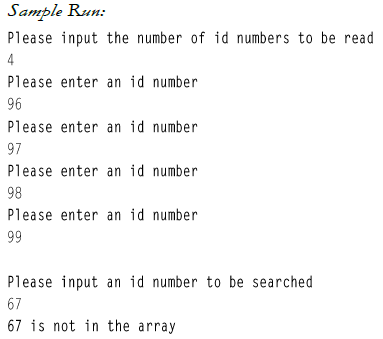 Sample Run:
Please input the number of id numbers to be read
4
Please enter an id number
96
Please enter an id number
97
Please enter an id number
98
Please enter an id number
99
Please input an id number to be searched
67
67 is not in the array